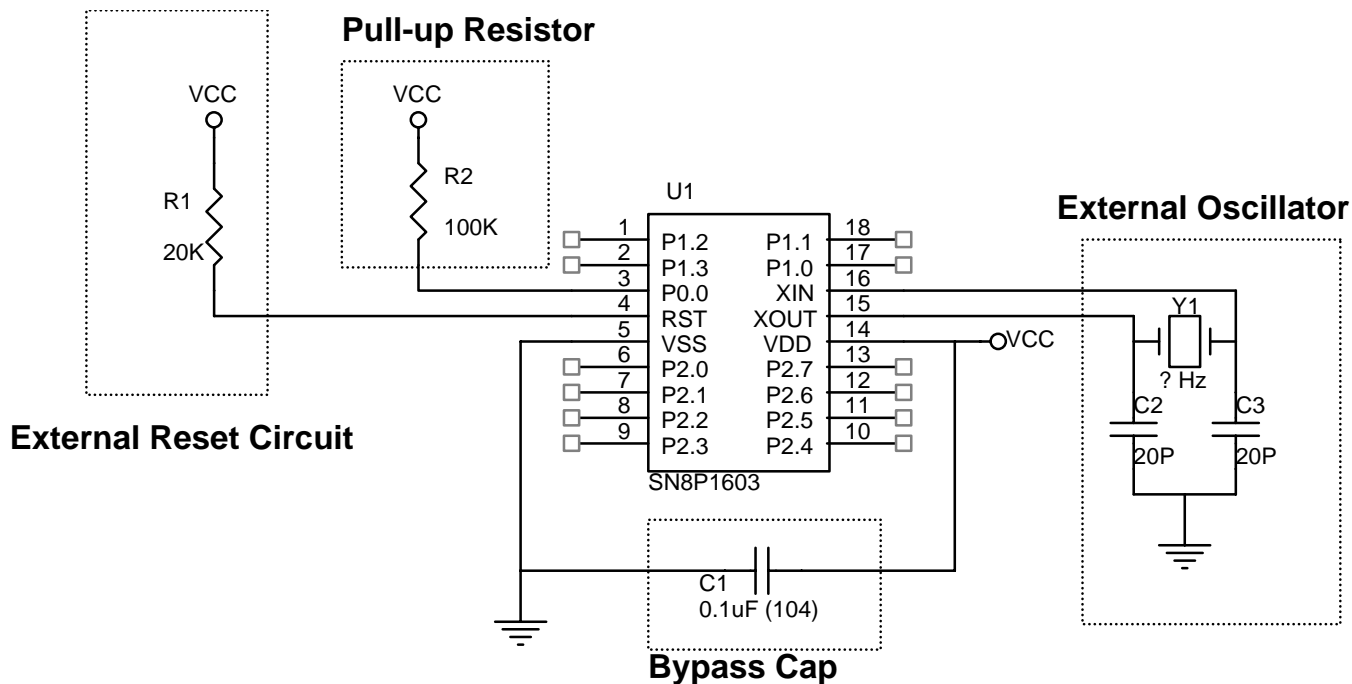 Pull-up Resistor
VCC
VCC
R1
20K
R2
100K
U1
External Oscillator
1 P1.2 P1.1 18
2 P1.3 P1.0 17
3 P0.0 XIN 16
4 RST XOUT 15
5 VSS VDD 14
6 P2.0 P2.7 13
7 P2.1 P2.6 12
8 P2.2 P2.5 11
9 P2.3 P2.4 10
VCC
Y1
? Hz
C2
20P
C3
20P
External Reset Circuit
SN8P1603
C1
0.1uF (104)
Bypass Cap